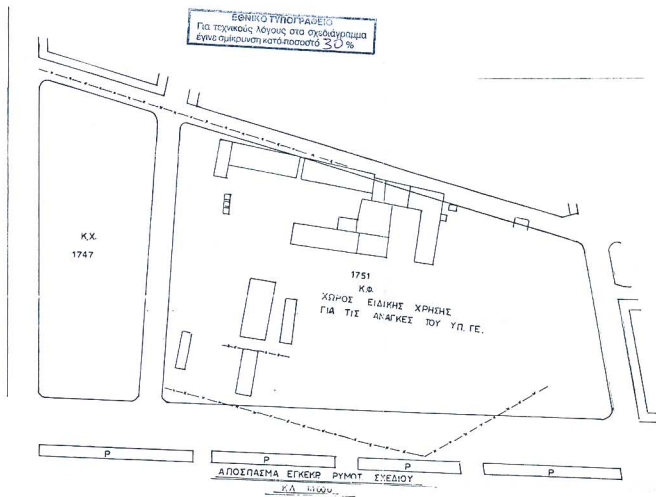 ΕΘΝΙΚΟ ΤΥΠΟΓΡΑΦΕΙΟ
Για τεχνικούς λόγους στο σχεδιάγραμμα
έγινε σμίκρυνση κατά ποσοστό 30 %
Κ.Χ.
1747
1751
Κ.Φ.
ΧΩΡΟΣ ΕΙΔΙΚΗΣ ΧΡΗΣΗΣ
ΓΙΑ ΤΙΣ ΑΝΑΓΚΕΣ ΤΟΥ ΥΠ. ΓΕ.
P P P P
ΑΠΟΣΠΑΣΜΑ ΕΓΚΕΚΡ ΡΥΜΟΤ ΣΧΕΔΙΟΥ
ΚΛ